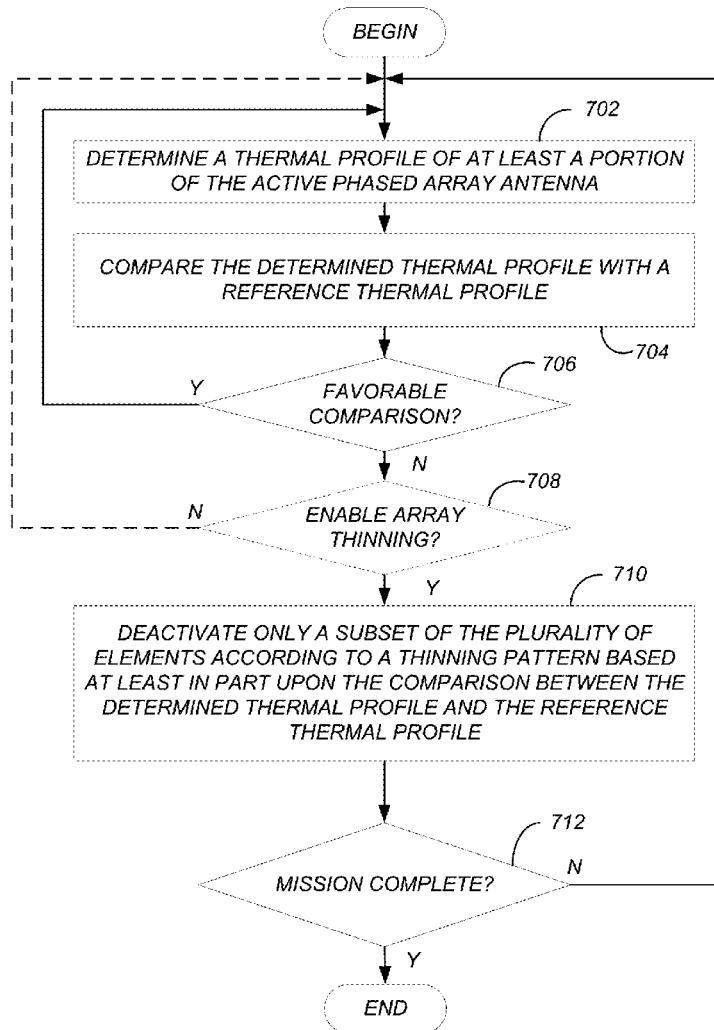 BEGIN
702
DETERMINE A THERMAL PROFILE OF AT LEAST A PORTION
OF THE ACTIVE PHASED ARRAY ANTENNA
COMPARE THE DETERMINED THERMAL PROFILE WITH A
REFERENCE THERMAL PROFILE
704
706
Y
FAVORABLE
COMPARISON?
N
708
N
ENABLE ARRAY
THINNING?
Y
710
DEACTIVATE ONLY A SUBSET OF THE PLURALITY OF
ELEMENTS ACCORDING TO A THINNING PATTERN BASED
AT LEAST IN PART UPON THE COMPARISON BETWEEN THE
DETERMINED THERMAL PROFILE AND THE REFERENCE
THERMAL PROFILE
712
N
MISSION COMPLETE?
Y
END